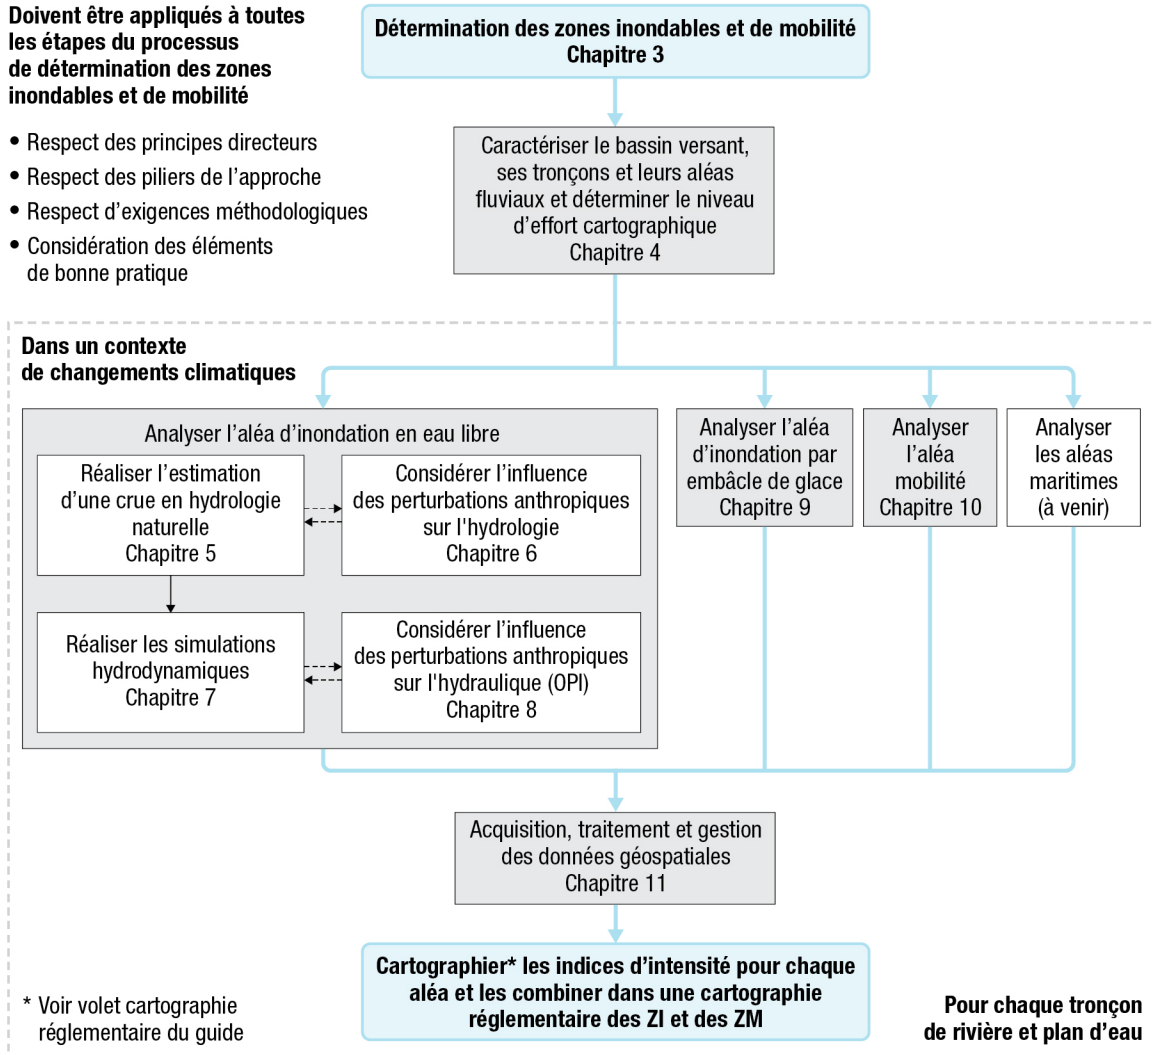 Doivent être appliqués à toutes
les étapes du processus
de détermination des zones
inondables et de mobilité
• Respect des principes directeurs
• Respect des piliers de l’approche
• Respect d’exigences méthodologiques
• Considération des éléments
de bonne pratique
Détermination des zones inondables et de mobilité
Chapitre 3
Caractériser le bassin versant,
ses tronçons et leurs aléas
fluviaux et déterminer le niveau
d’effort cartographique
Chapitre 4
Dans un contexte
de changements climatiques
Analyser l’aléa d’inondation en eau libre
Réaliser l’estimation
d’une crue en hydrologie
naturelle
Chapitre 5
Considérer l’influence
des perturbations anthropiques
sur l'hydrologie
Chapitre 6
Réaliser les simulations
hydrodynamiques
Chapitre 7
Considérer l’influence
des perturbations anthropiques
sur l'hydraulique (OPI)
Chapitre 8
Analyser l’aléa
d’inondation par
embâcle de glace
Chapitre 9
Analyser
l’aléa
mobilité
Chapitre 10
Analyser
les aléas
maritimes
(à venir)
Acquisition, traitement et gestion
des données géospatiales
Chapitre 11
Cartographier* les indices d’intensité pour chaque
aléa et les combiner dans une cartographie
réglementaire des ZI et des ZM
* Voir volet cartographie
réglementaire du guide
Pour chaque tronçon
de rivière et plan d’eau